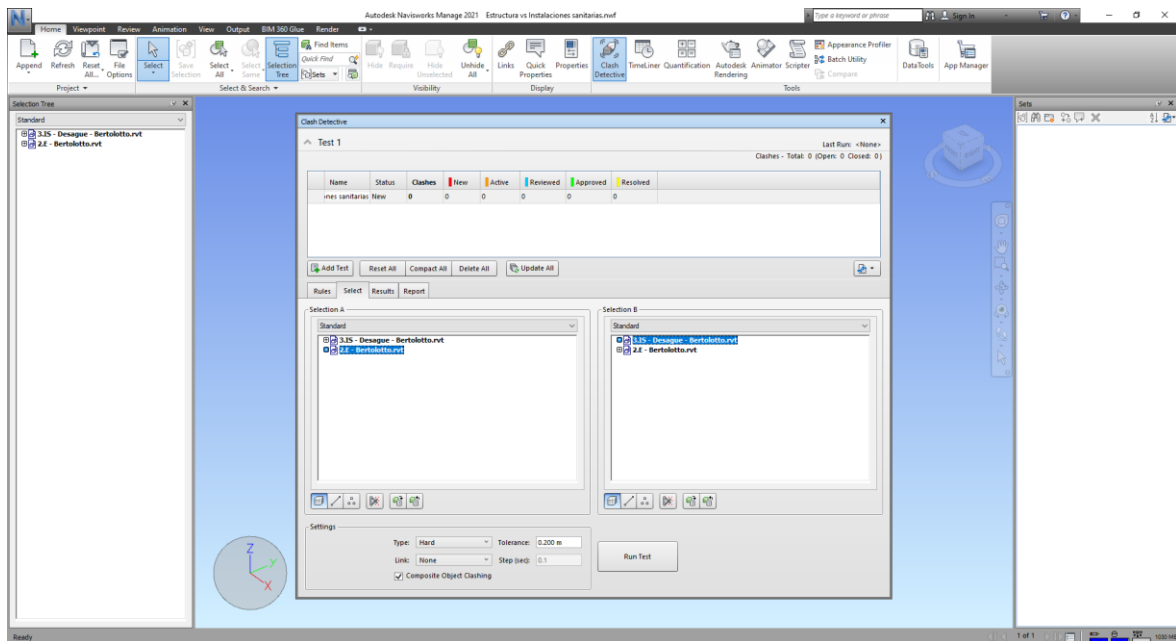 Autodesk Navisworks Manage 2021 Estructura vs Instalaciones sanitarias.nwf
Type a keyword or phrase
Sign In
Home Viewpoint Review Animation View Output BIM 360 Glue Render
Append Refresh Reset All... File Options Select Save Selection Select All Select Same Selection Tree
Find Items
Quick Find
Sets
Hide Require Hide Unselected Unhide All Links Quick Properties Properties Clash Detective TimeLiner Quantification Autodesk Rendering Animator Scripter
Appearance Profiler
Batch Utility
Compare
DataTools App Manager
Project Select & Search Visibility Display Tools
Selection Tree
Standard
3.IS - Desague - Bertolotto.rvt
2.E - Bertolotto.rvt
Sets
Clash Detective
Test 1
Last Run: <None>
Clashes - Total: 0 (Open: 0 Closed: 0)
Name Status Clashes New Active Reviewed Approved Resolved
ines sanitarias New 0 0 0 0 0 0
Add Test Reset All Compact All Delete All Update All
Rules Select Results Report
Selection A
Standard
3.IS - Desague - Bertolotto.rvt
2.E - Bertolotto.rvt
Selection B
Standard
3.IS - Desague - Bertolotto.rvt
2.E - Bertolotto.rvt
Settings
Type: Hard Tolerance: 0.200 m
Link: None Step (sec): 0.1
Composite Object Clashing
Run Test
Z
Y
X
Ready
1 of 1